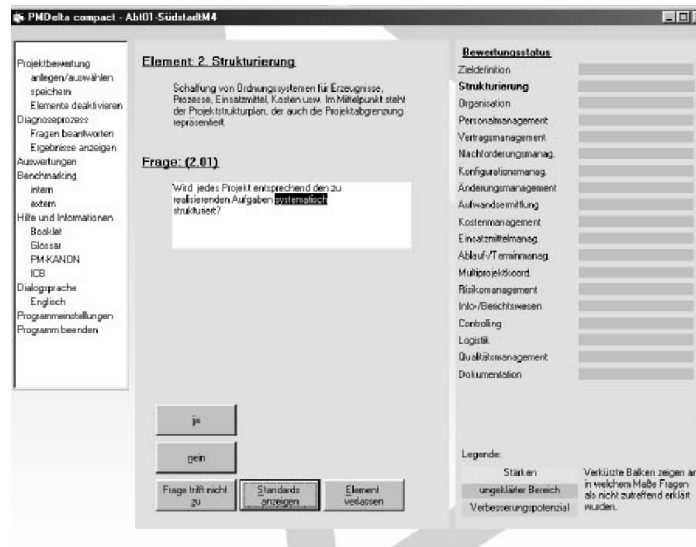 PMDelta compact - Abt01-SüdstadtM4
Projektbewertung
anlegen/auswählen
speichern
Elemente deaktivieren
Diagnoseprozess
Fragen beantworten
Ergebnisse anzeigen
Auswertungen
Benchmarking
intern
extern
Hilfe und Informationen
Booklet
Glossar
PM-KANON
ICB
Dialogsprache
Englisch
Programmeinstellungen
Programm beenden
Element: 2. Strukturierung
Schaffung von Ordnungssystemen für Erzeugnisse,
Prozesse, Einsatzmittel, Kosten usw. Im Mittelpunkt steht
der Projektstrukturplan, der auch die Projektabgrenzung
repräsentiert.
Frage: (2.01)
Wird jedes Projekt entsprechend den zu
realisierenden Aufgaben systematisch
strukturiert?
ja
nein
Frage trifft nicht
zu
Standards
anzeigen
Element
verlassen
Bewertungsstatus
Zieldefinition
Strukturierung
Organisation
Personalmanagement
Vertragsmanagement
Nachforderungsmanag.
Konfigurationsmanag.
Änderungsmanagement
Aufwandsermittlung
Kostenmanagement
Einsatzmittelmanag.
Ablauf-/Terminmanag.
Multiprojektkoord.
Risikomanagement
Info-/Berichtswesen
Controlling
Logistik
Qualitätsmanagement
Dokumentation
Legende:
Stärken
ungeklärter Bereich
Verbesserungspotenzial
Verkürzte Balken zeigen an
in welchem Maße Fragen
als nicht zutreffend erklärt
wurden.